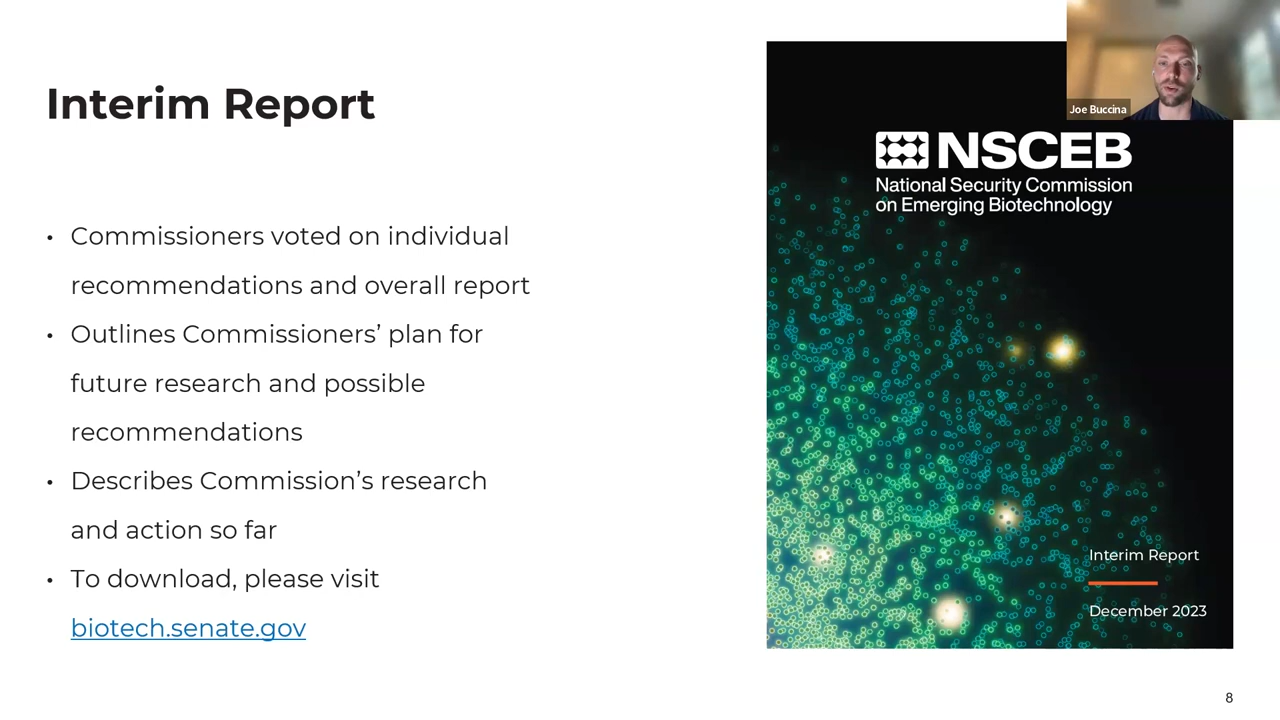 Interim Report
• Commissioners voted on individual
recommendations and overall report
• Outlines Commissioners’ plan for
future research and possible
recommendations
• Describes Commission’s research
and action so far
• To download, please visit
biotech.senate.gov
Joe Buccina
NSCEB
National Security Commission
on Emerging Biotechnology
Interim Report
December 2023
8